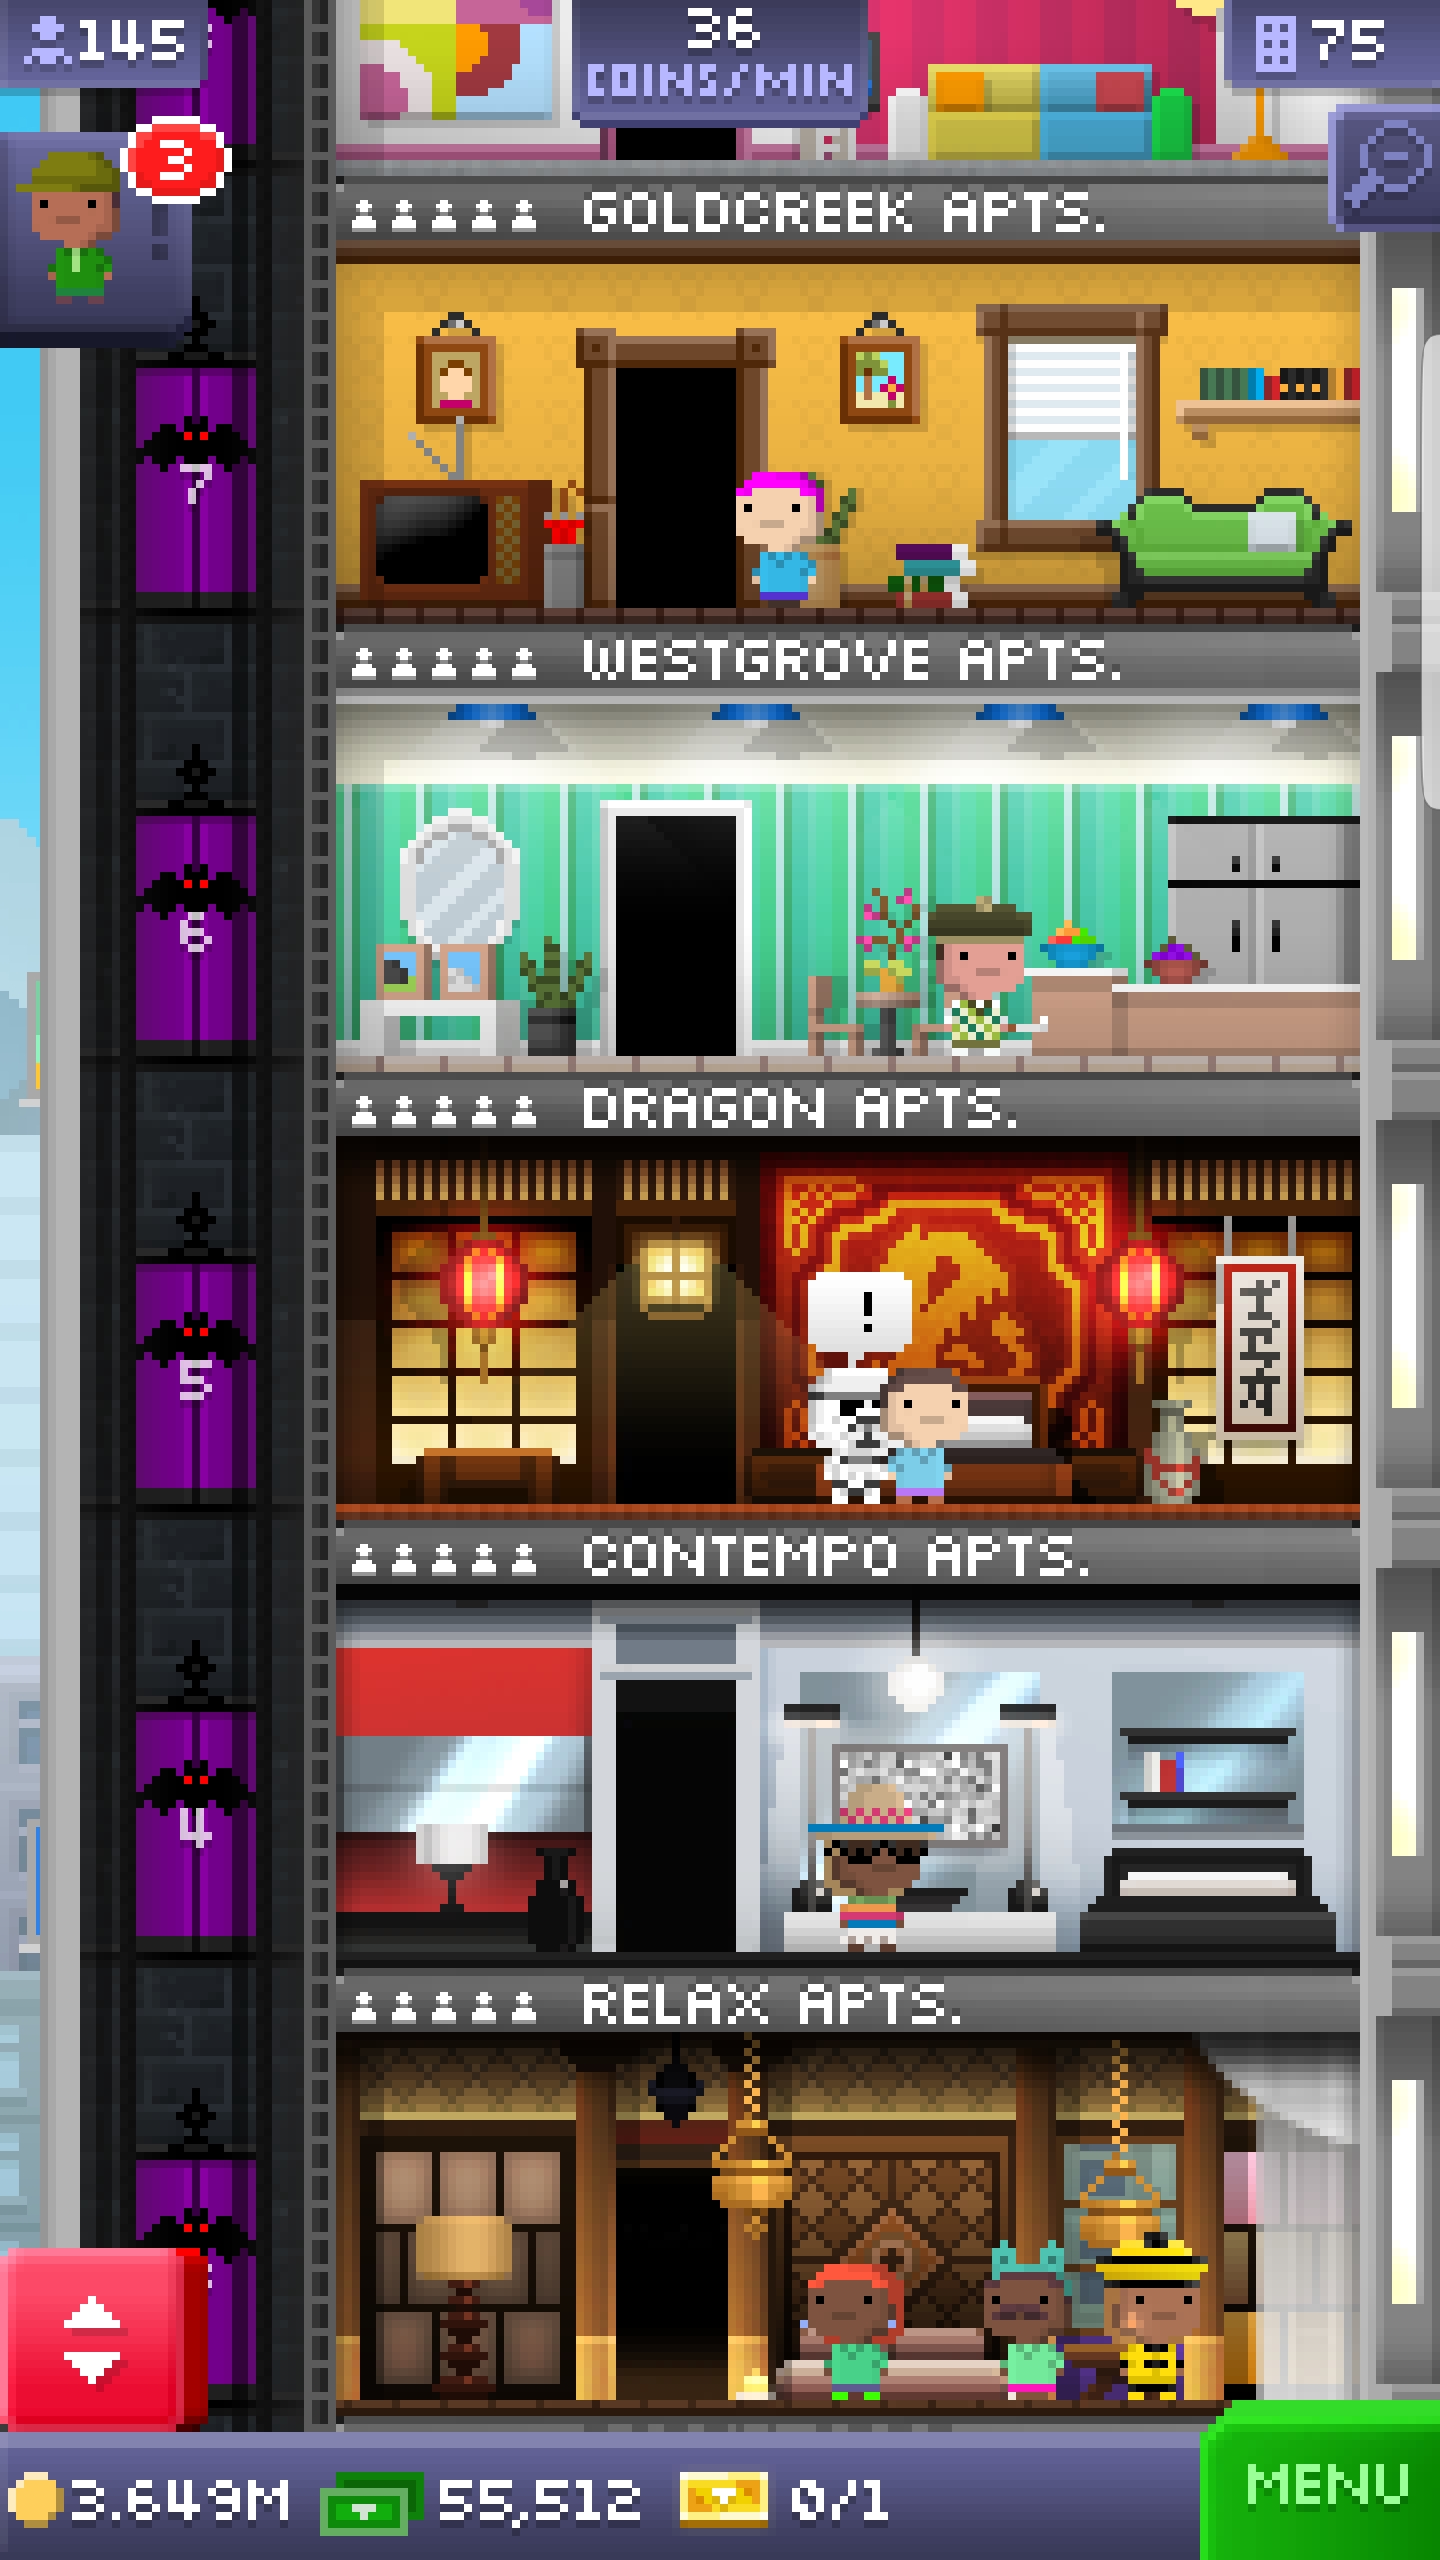 145
36
COINS/MIN
75
3
GOLDCREEK APTS.
7
WESTGROVE APTS.
6
DRAGON APTS.
!
5
CONTEMPO APTS.
4
RELAX APTS.
3.649M
55,512
0/1
MENU